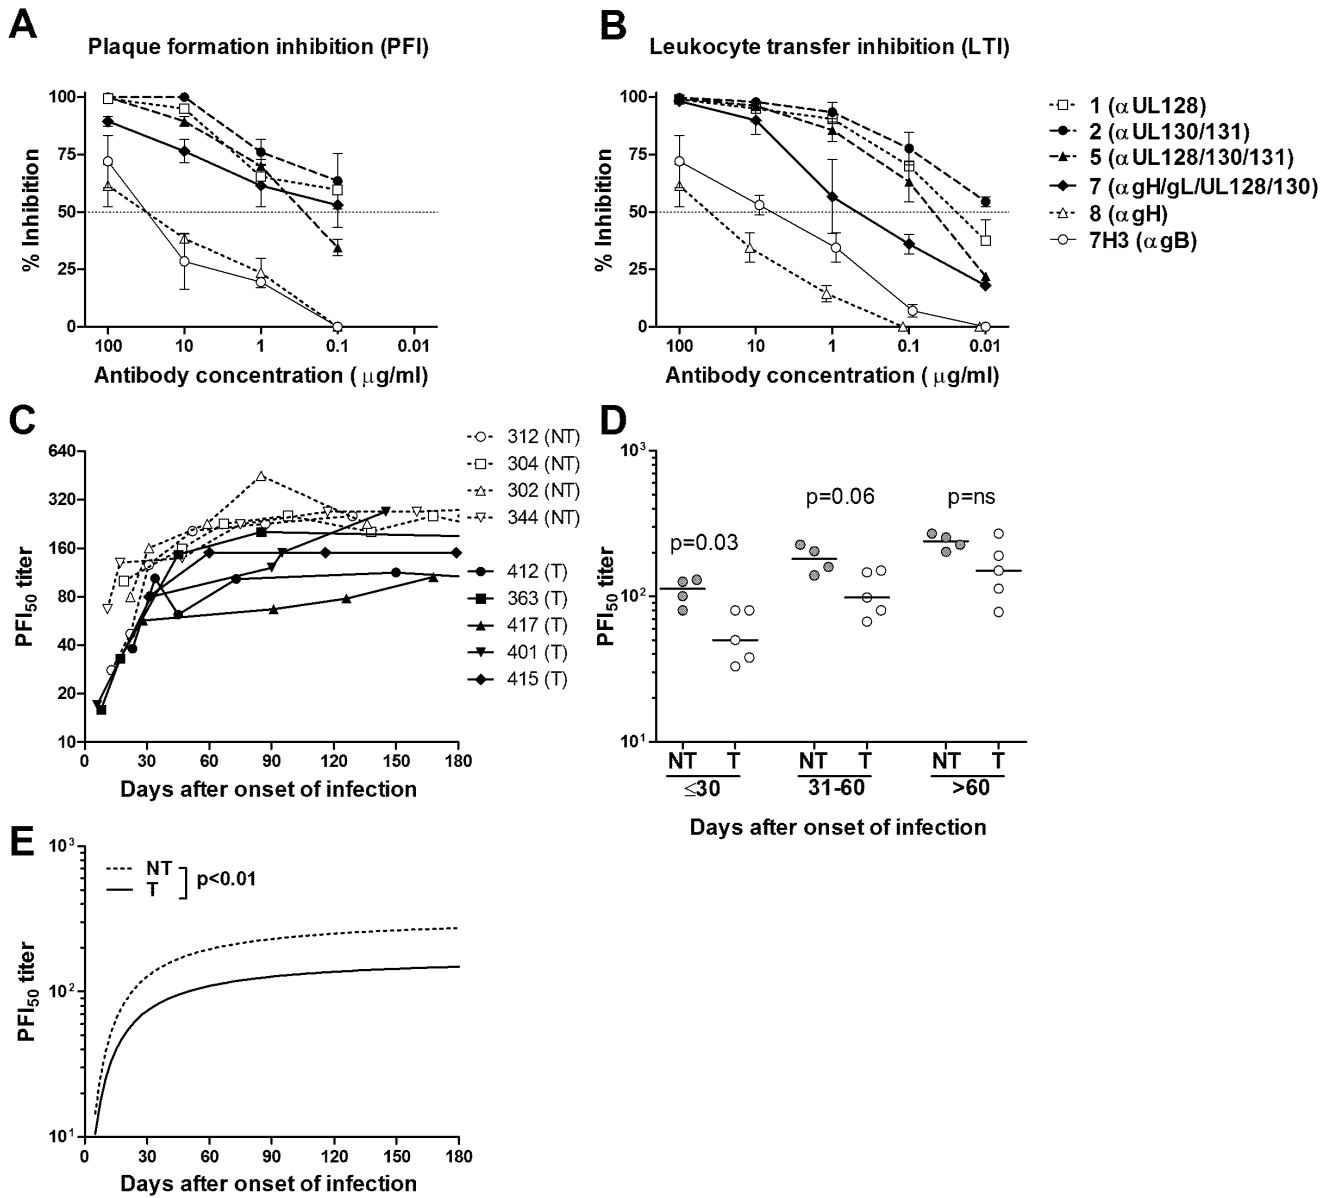 A
Plaque formation inhibition (PFI)
100
75
50
25
0
% Inhibition
100 10 1 0.1 0.01
Antibody concentration ( μg/ml)
B
Leukocyte transfer inhibition (LTI)
100
75
50
25
0
% Inhibition
100 10 1 0.1 0.01
Antibody concentration ( μg/ml)
1 (αUL128)
2 (αUL130/131)
5 (αUL128/130/131)
7 (αgH/gL/UL128/130)
8 (αgH)
7H3 (αgB)
C
640
320
160
80
40
20
10
PFI50 titer
0 30 60 90 120 150 180
Days after onset of infection
312 (NT)
304 (NT)
302 (NT)
344 (NT)
412 (T)
363 (T)
417 (T)
401 (T)
415 (T)
D
10³
10²
10¹
PFI50 titer
p=0.03
p=0.06
p=ns
NT T NT T NT T
≤30 31-60 >60
Days after onset of infection
E
10³
10²
10¹
PFI50 titer
NT
T
p<0.01
0 30 60 90 120 150 180
Days after onset of infection